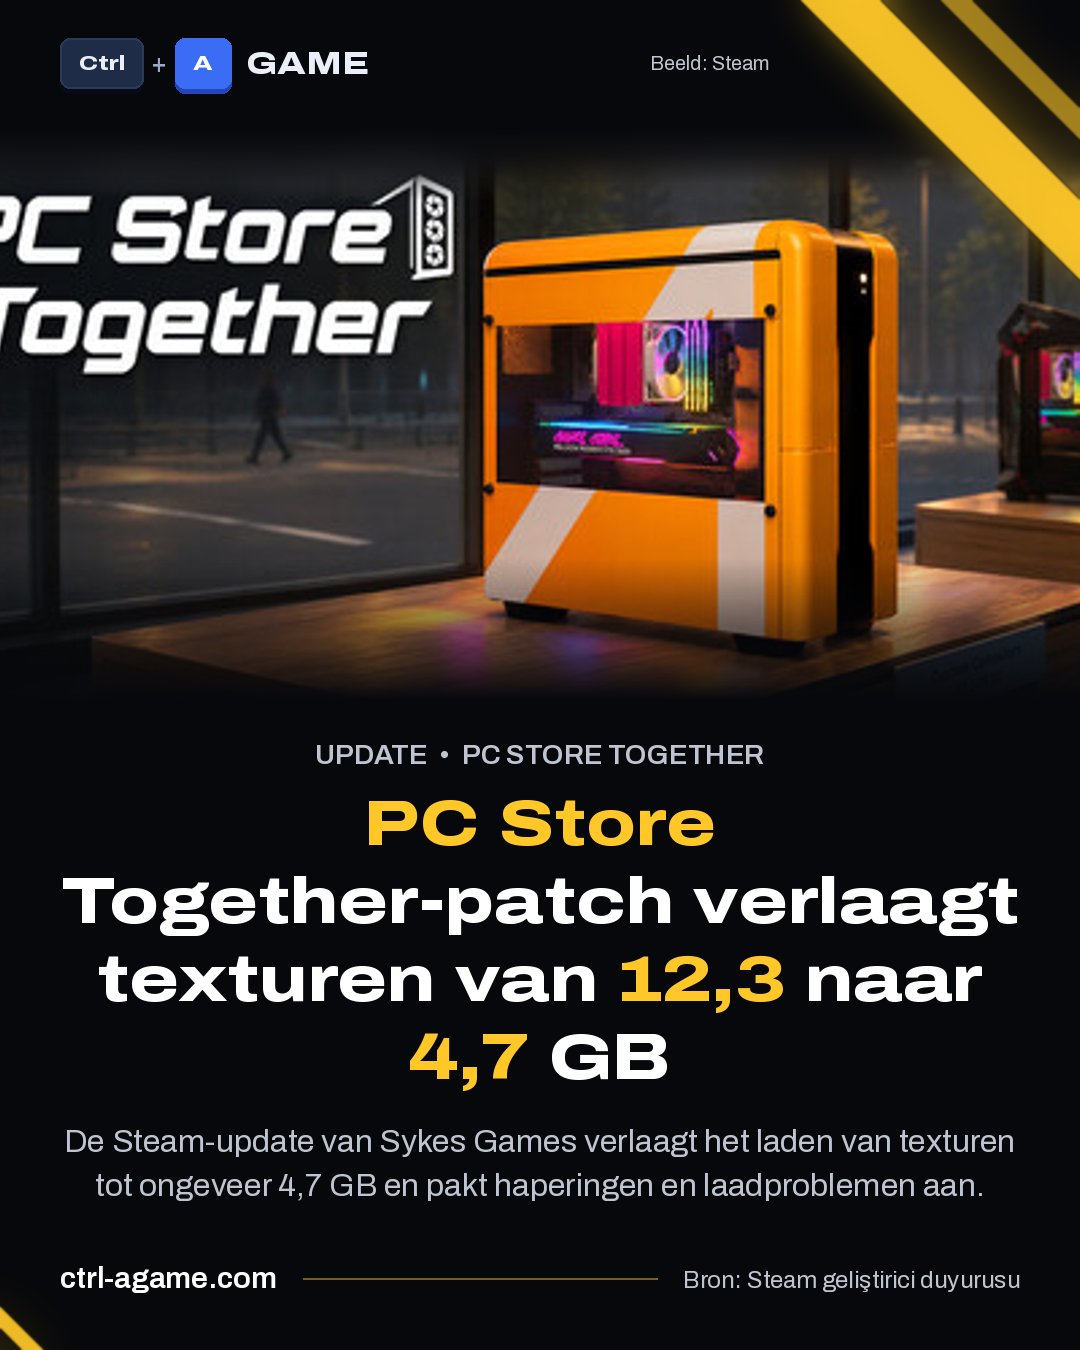 Ctrl + A GAME
Beeld: Steam
PC Store
Together
UPDATE • PC STORE TOGETHER
PC Store
Together-patch verlaagt
texturen van 12,3 naar
4,7 GB
De Steam-update van Sykes Games verlaagt het laden van texturen
tot ongeveer 4,7 GB en pakt haperingen en laadproblemen aan.
ctrl-agame.com
Bron: Steam geliştirici duyurusu